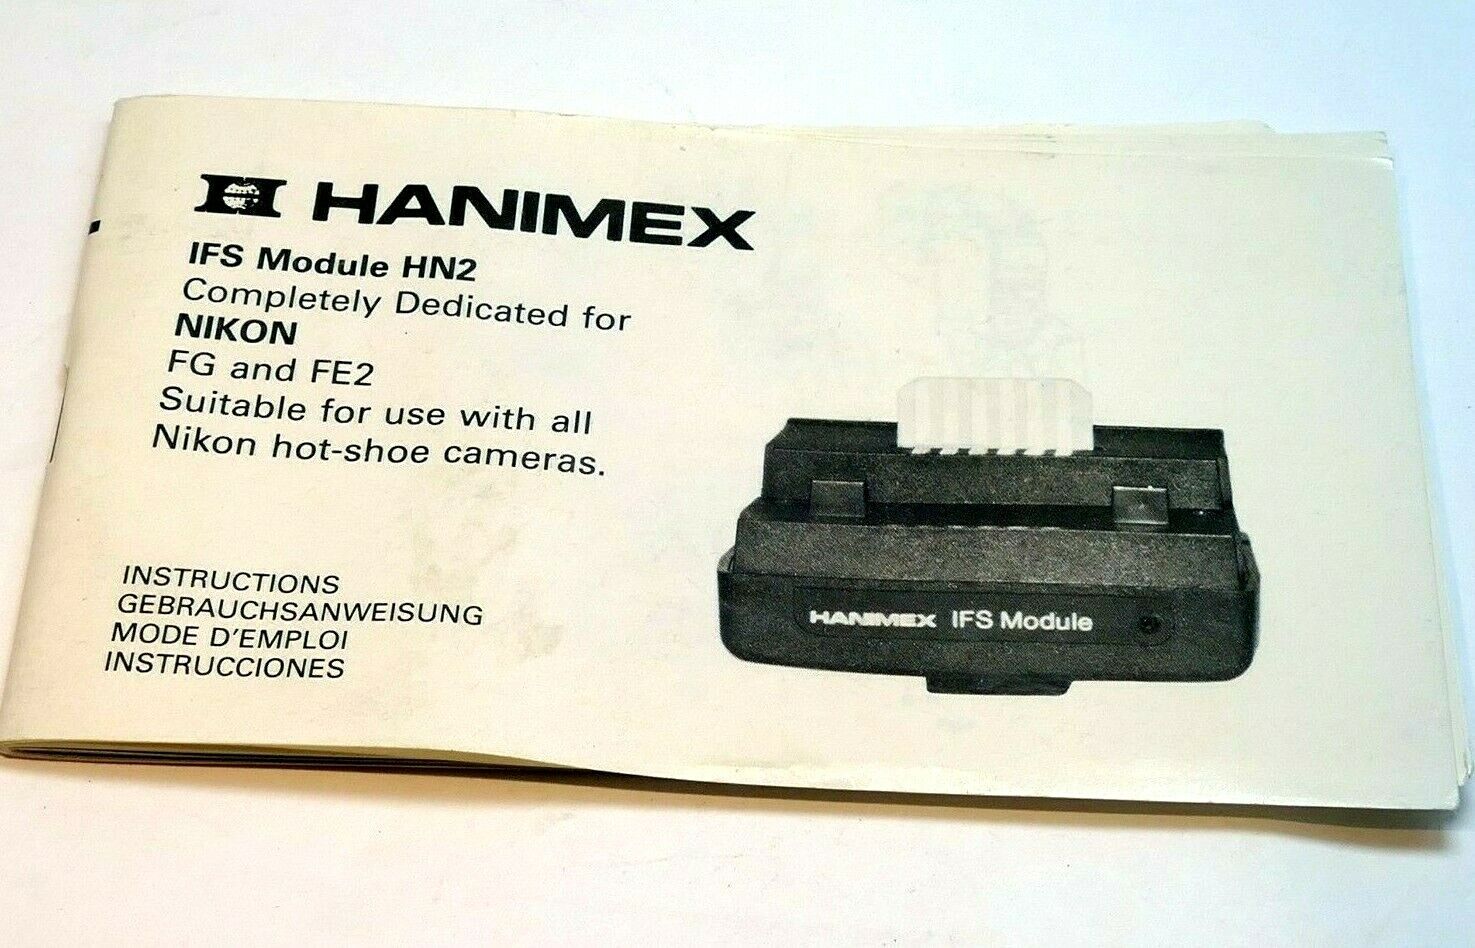 HANIMEX
IFS Module HN2
Completely Dedicated for
NIKON
FG and FE2
Suitable for use with all
Nikon hot-shoe cameras.
INSTRUCTIONS
GEBRAUCHSANWEISUNG
MODE D'EMPLOI
INSTRUCCIONES
HANIMEX IFS Module